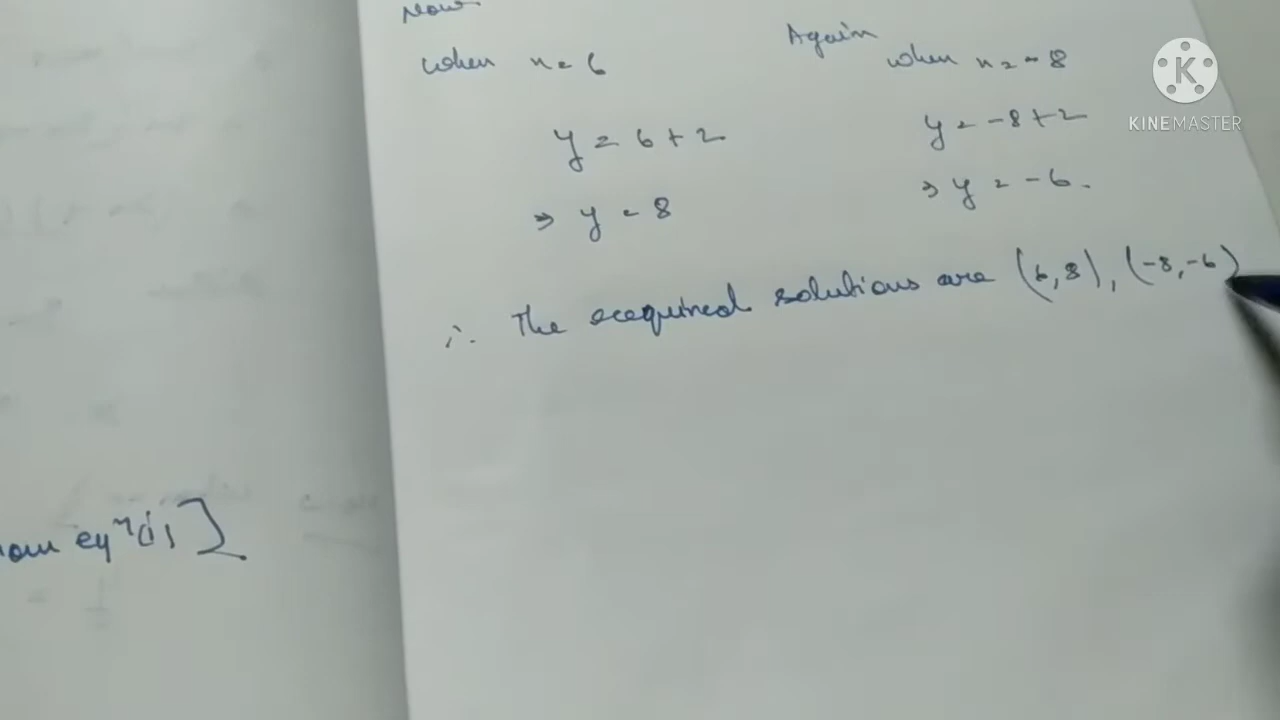 Now
when x = 6
y = 6 + 2
⇒ y = 8
Again
when x = -8
y = -8 + 2
⇒ y = -6.
∴ The required solutions are (6, 8), (-8, -6)
eqⁿ (i)]
KINEMASTER